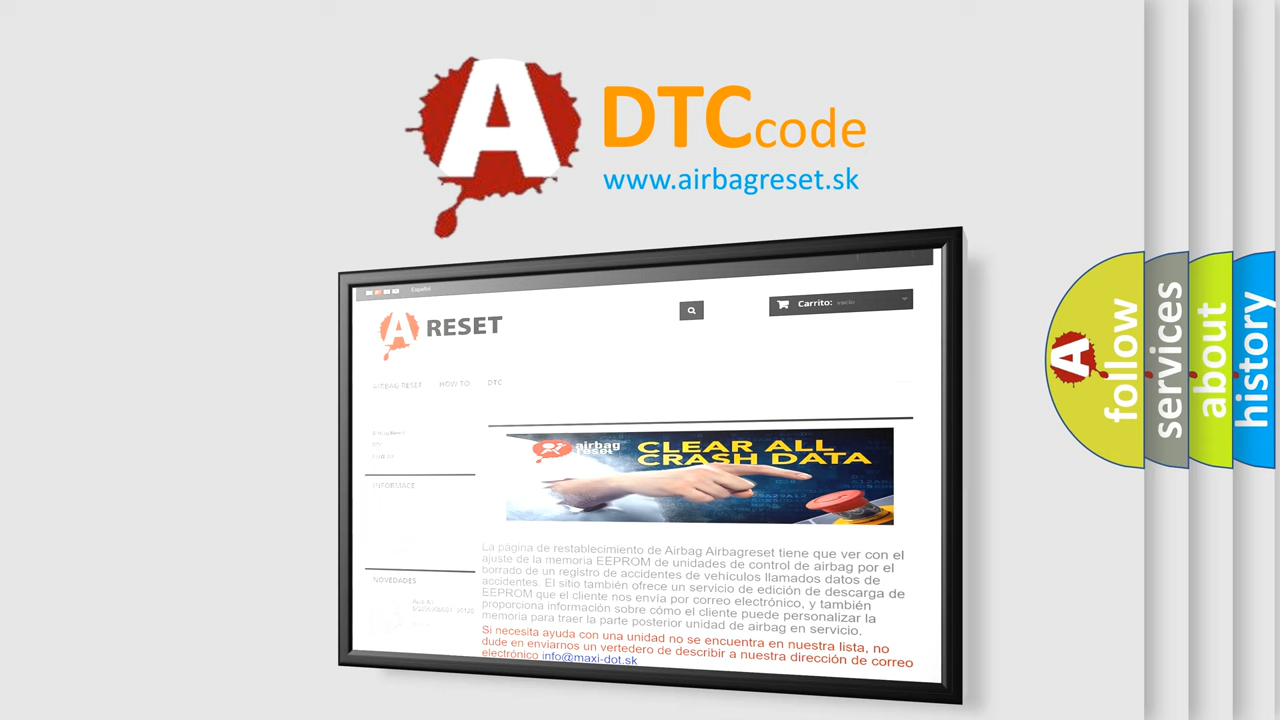 A
DTCcode
www.airbagreset.sk
Español
A RESET
Carrito: vacío
AIRBAG RESET HOW TO DTC
INFORMACE
airbag
reset
CLEAR ALL
CRASH DATA
La página de restablecimiento de Airbag Airbagreset tiene que ver con el
ajuste de la memoria EEPROM de unidades de control de airbag por el
borrado de un registro de accidentes de vehículos llamados datos de
accidentes. El sitio también ofrece un servicio de edición de descarga de
EEPROM que el cliente nos envía por correo electrónico, y también
proporciona información sobre cómo el cliente puede personalizar la
memoria para traer la parte posterior unidad de airbag en servicio.
Si necesita ayuda con una unidad no se encuentra en nuestra lista, no
dude en enviarnos un vertedero de describir a nuestra dirección de correo
electrónico info@maxi-dot.sk
NOVEDADES
A
follow
services
about
history